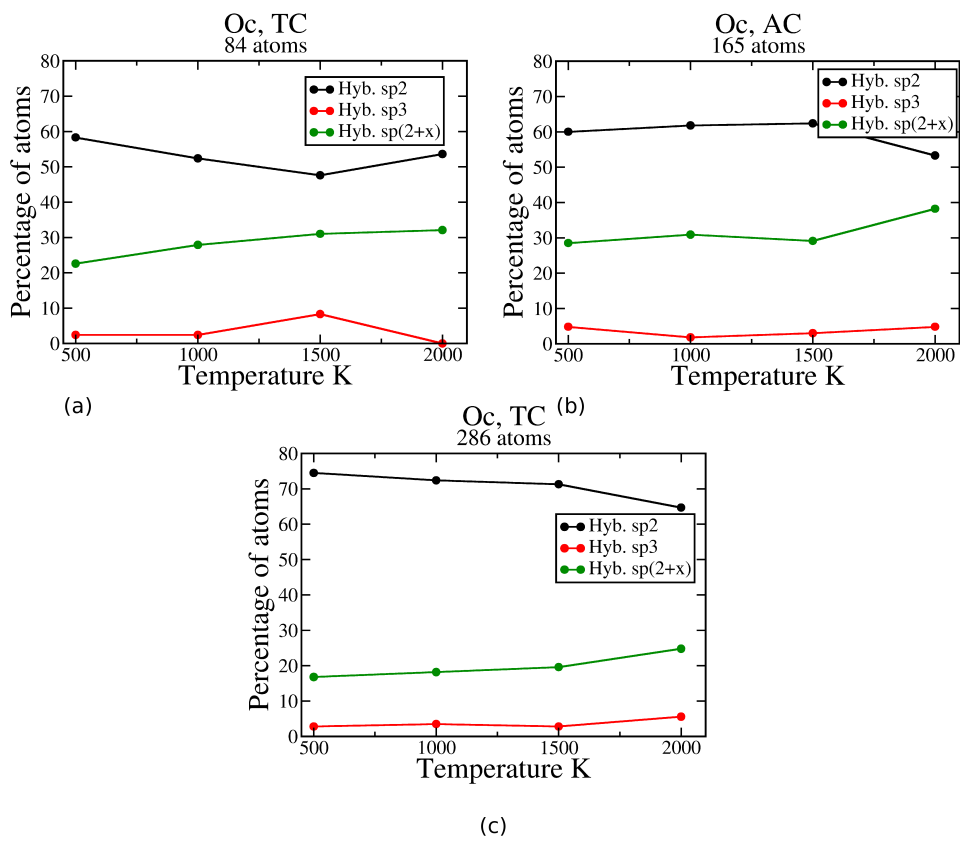 Oc, TC
84 atoms
80
70
60
50
40
30
20
10
0
Percentage of atoms
Hyb. sp2
Hyb. sp3
Hyb. sp(2+x)
500 1000 1500 2000
Temperature K
(a)
Oc, AC
165 atoms
80
70
60
50
40
30
20
10
0
Percentage of atoms
Hyb. sp2
Hyb. sp3
Hyb. sp(2+x)
500 1000 1500 2000
Temperature K
(b)
Oc, TC
286 atoms
80
70
60
50
40
30
20
10
0
Percentage of atoms
Hyb. sp2
Hyb. sp3
Hyb. sp(2+x)
500 1000 1500 2000
Temperature K
(c)